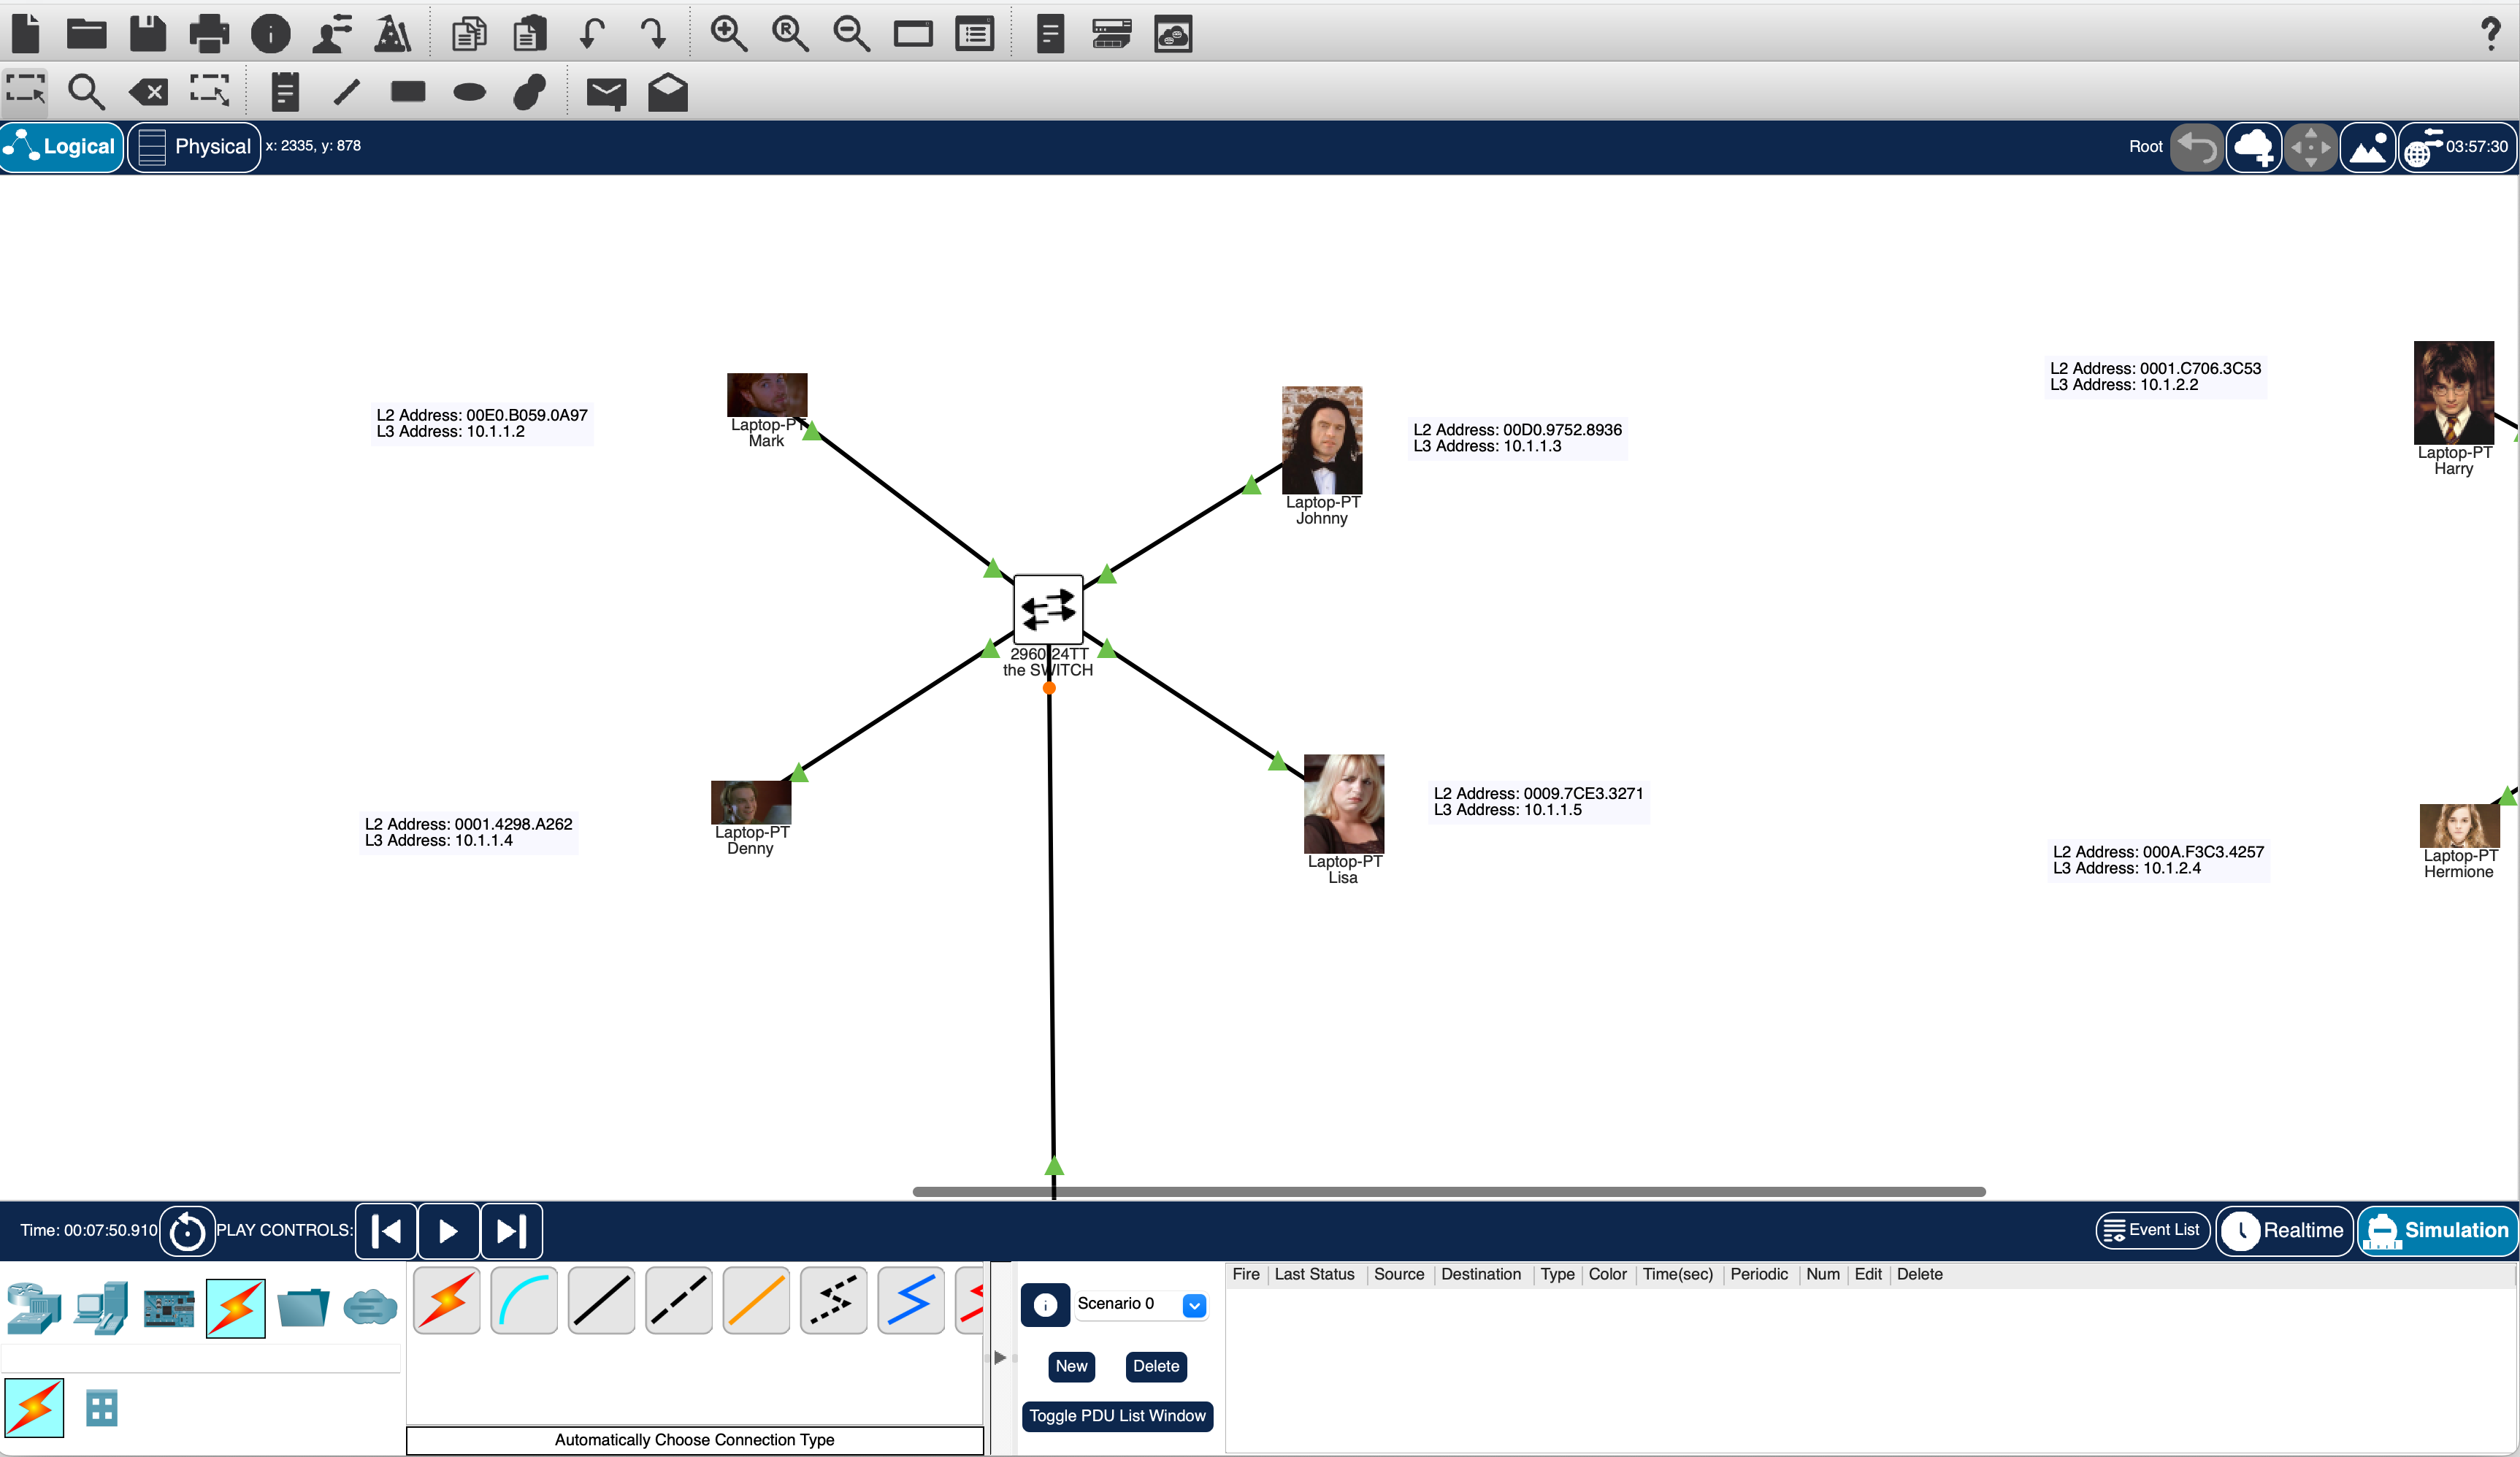 Logical
Physical
x: 2335, y: 878
Root
03:57:30
L2 Address: 00E0.B059.0A97
L3 Address: 10.1.1.2
Laptop-PT
Mark
Laptop-PT
Johnny
L2 Address: 00D0.9752.8936
L3 Address: 10.1.1.3
L2 Address: 0001.C706.3C53
L3 Address: 10.1.2.2
Laptop-PT
Harry
2960-24TT
the SWITCH
L2 Address: 0001.4298.A262
L3 Address: 10.1.1.4
Laptop-PT
Denny
Laptop-PT
Lisa
L2 Address: 0009.7CE3.3271
L3 Address: 10.1.1.5
L2 Address: 000A.F3C3.4257
L3 Address: 10.1.2.4
Laptop-PT
Hermione
Time: 00:07:50.910
PLAY CONTROLS:
Event List
Realtime
Simulation
Scenario 0
New
Delete
Toggle PDU List Window
Fire Last Status Source Destination Type Color Time(sec) Periodic Num Edit Delete
Automatically Choose Connection Type